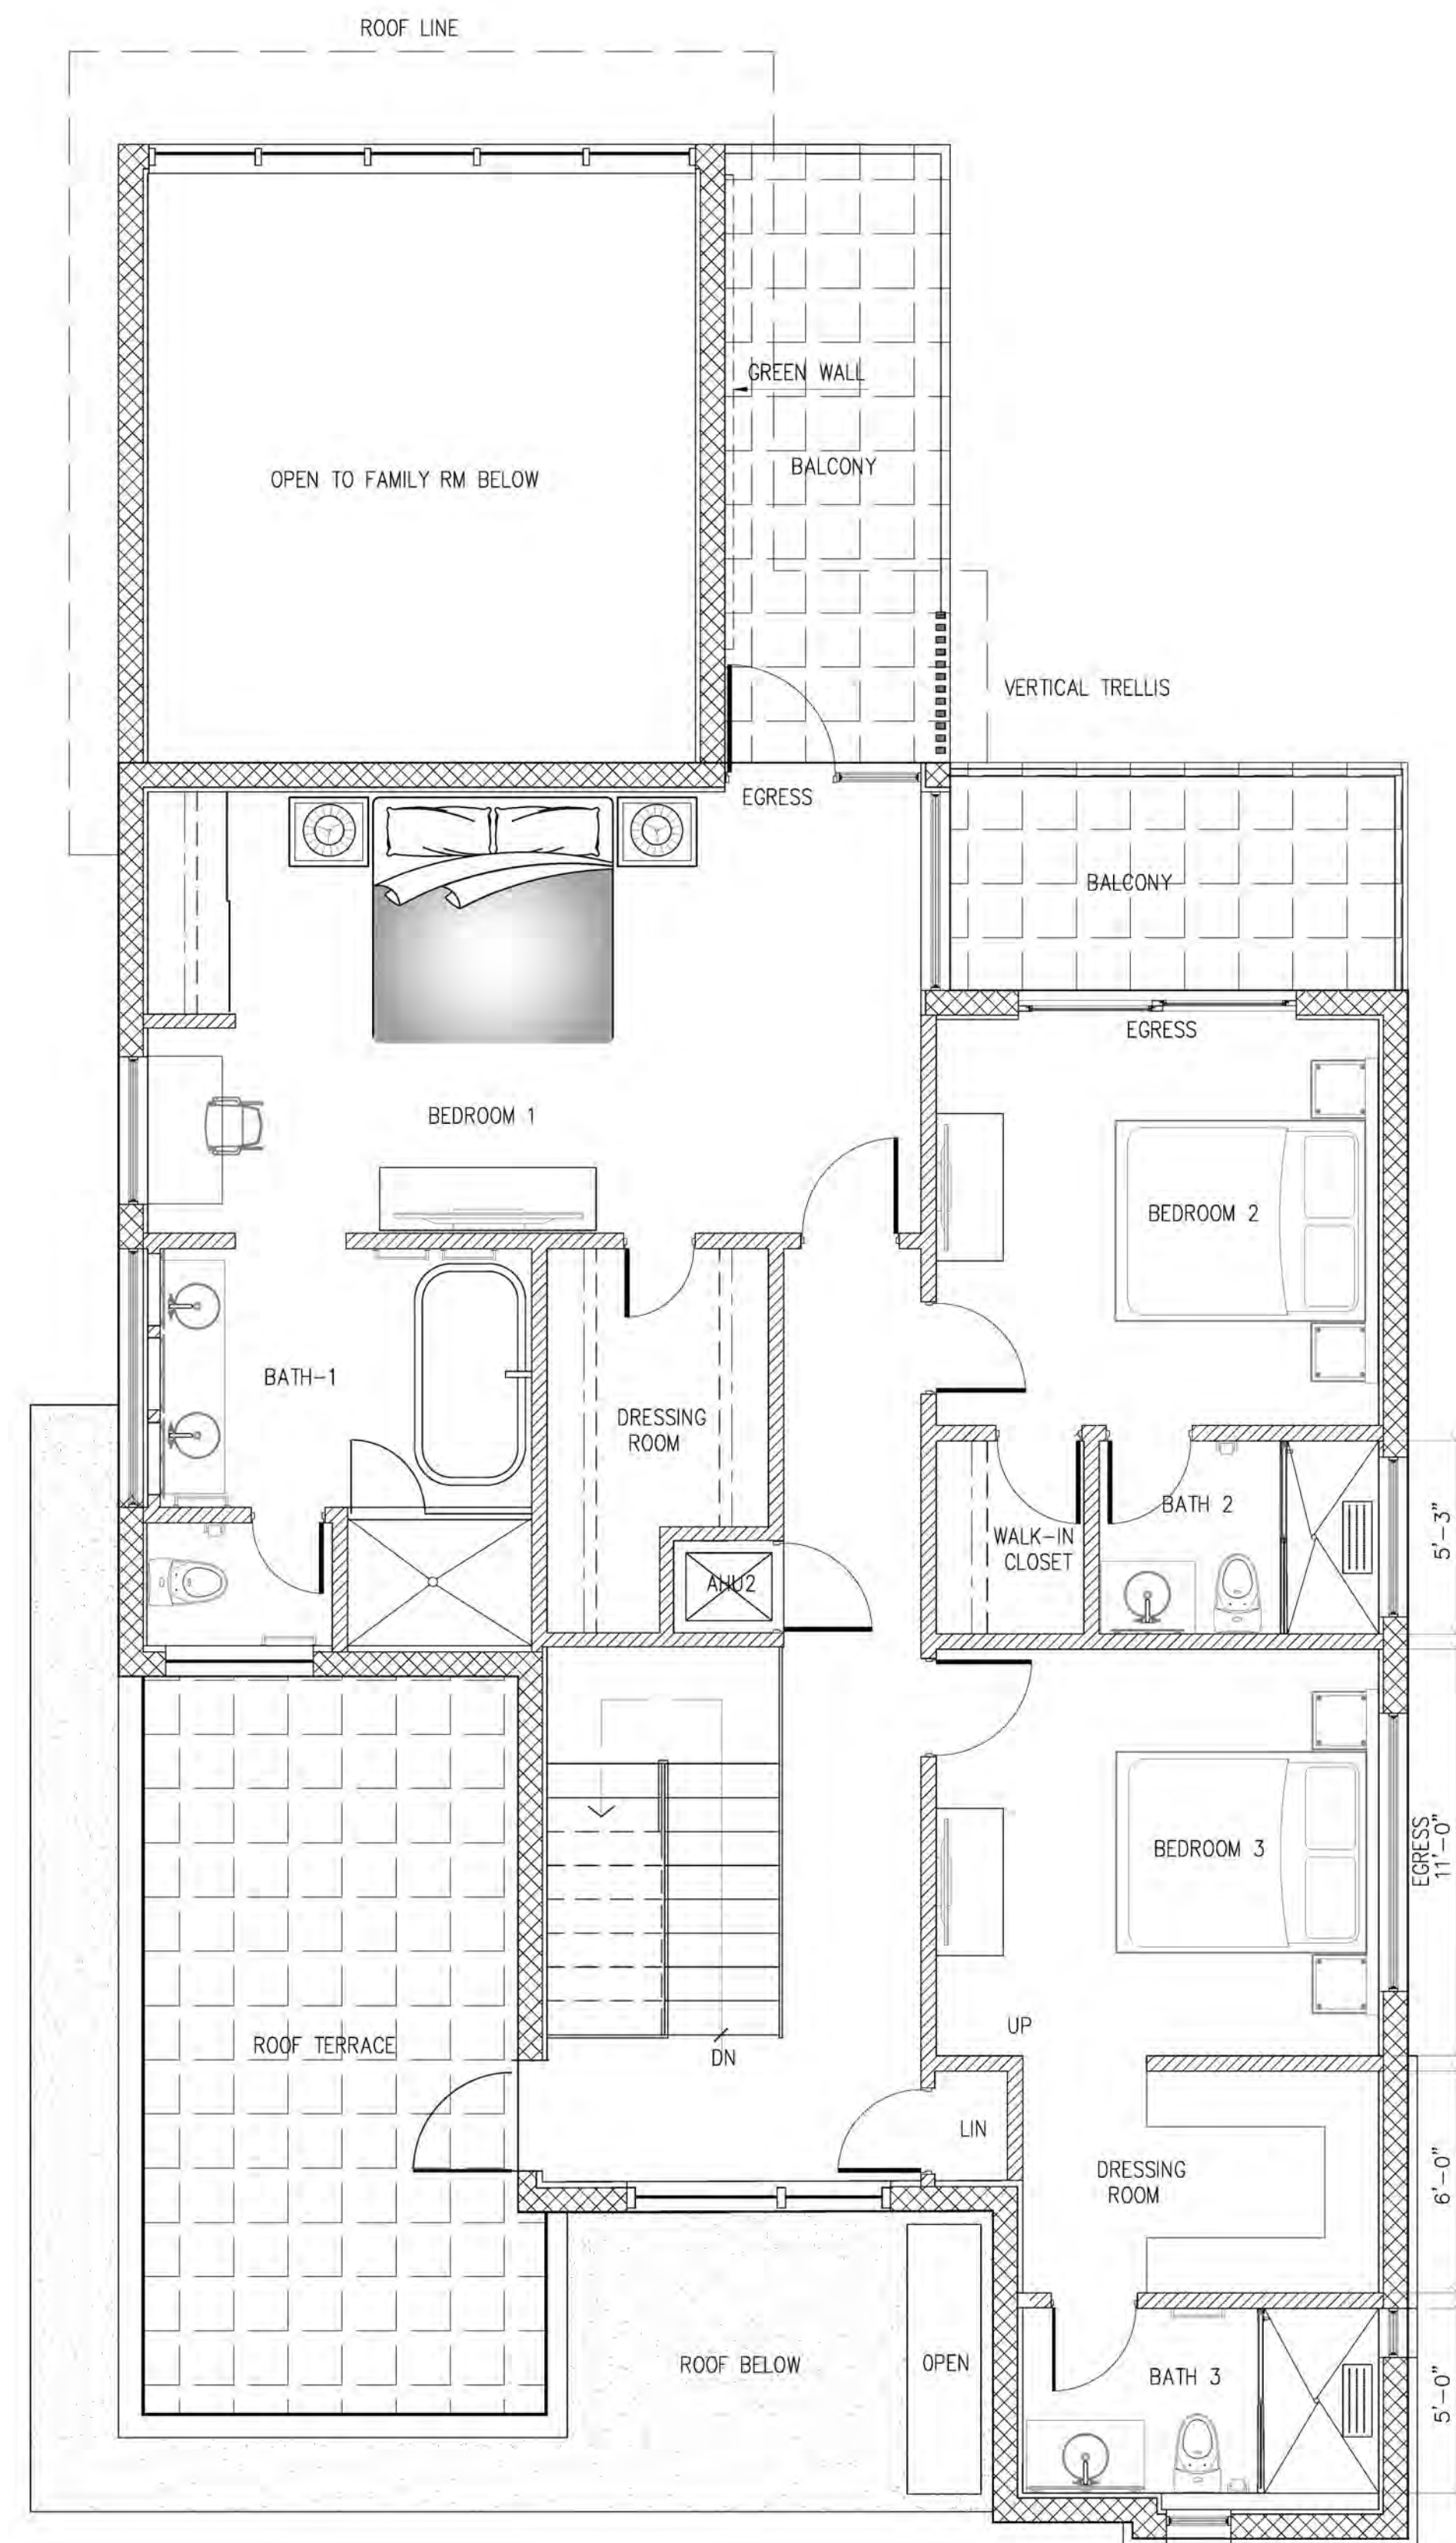 ROOF LINE
GREEN WALL
BALCONY
OPEN TO FAMILY RM BELOW
VERTICAL TRELLIS
EGRESS
BALCONY
EGRESS
BEDROOM 1
BEDROOM 2
BATH-1
DRESSING
ROOM
BATH 2
WALK-IN
CLOSET
5'-3"
AHU2
BEDROOM 3
EGRESS
11'-0"
UP
ROOF TERRACE
DN
LIN
DRESSING
ROOM
6'-0"
ROOF BELOW
OPEN
BATH 3
5'-0"